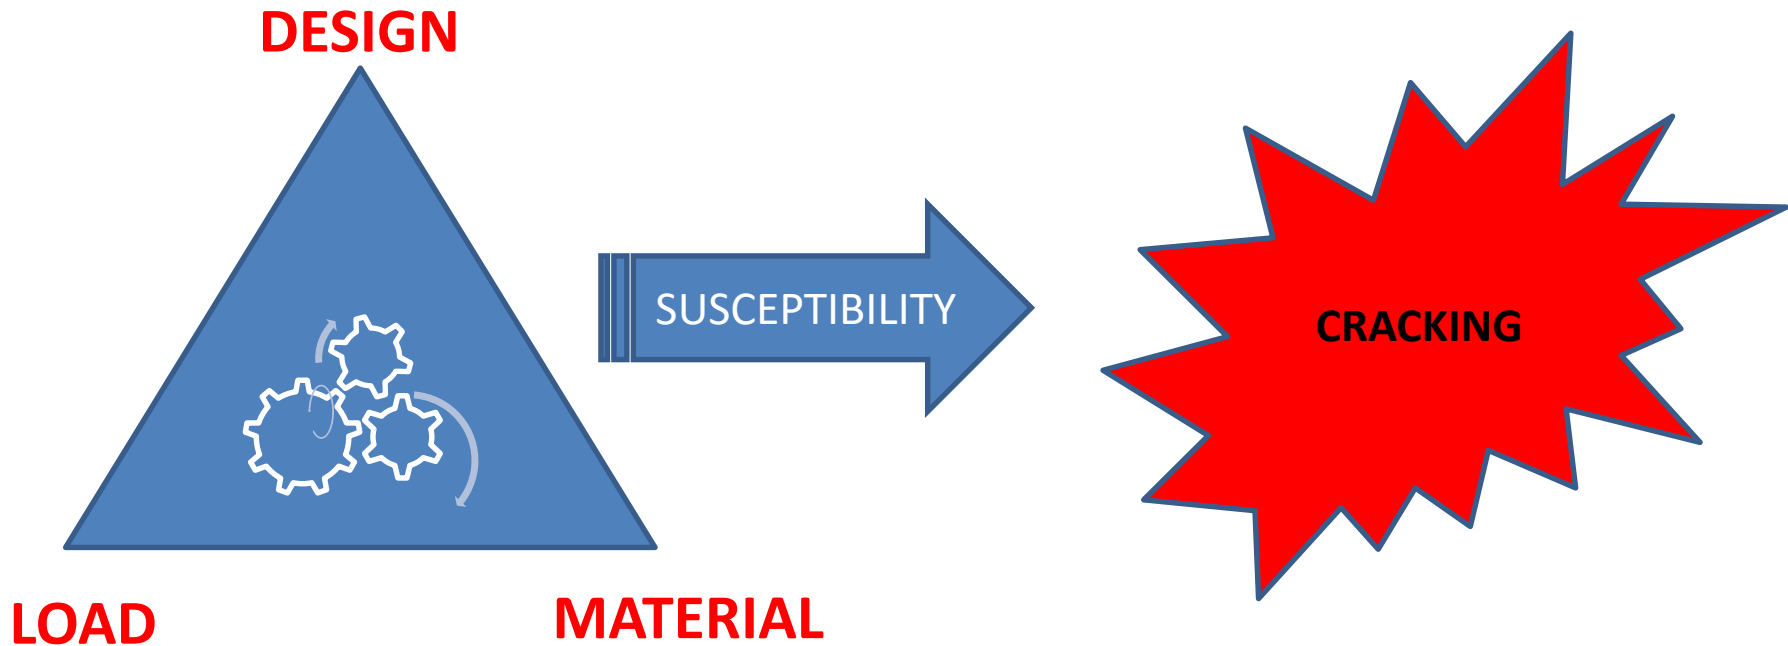 DESIGN
SUSCEPTIBILITY
CRACKING
LOAD
MATERIAL